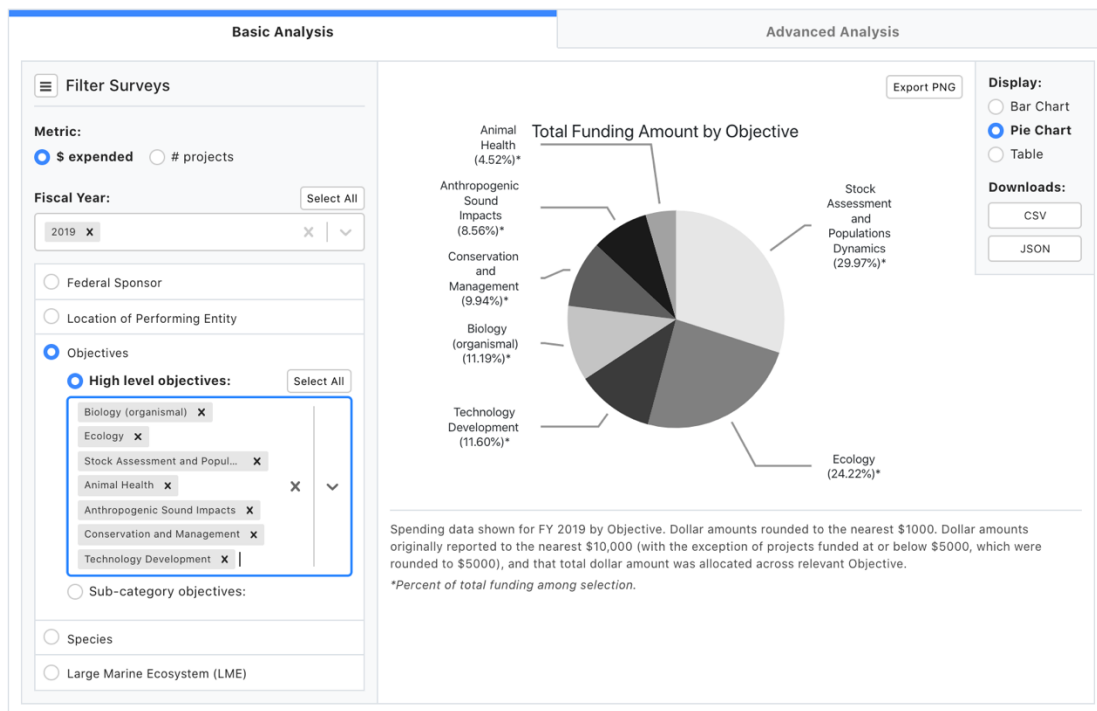 Basic Analysis
Advanced Analysis
Filter Surveys
Metric:
$ expended
# projects
Fiscal Year:
Select All
2019 x
Federal Sponsor
Location of Performing Entity
Objectives
High level objectives:
Select All
Biology (organismal) x
Ecology x
Stock Assessment and Popul... x
Animal Health x
Anthropogenic Sound Impacts x
Conservation and Management x
Technology Development x
Sub-category objectives:
Species
Large Marine Ecosystem (LME)
Export PNG
Total Funding Amount by Objective
Animal
Health
(4.52%)*
Anthropogenic
Sound
Impacts
(8.56%)*
Conservation
and
Management
(9.94%)*
Biology
(organismal)
(11.19%)*
Technology
Development
(11.60%)*
Stock
Assessment
and
Populations
Dynamics
(29.97%)*
Ecology
(24.22%)*
Spending data shown for FY 2019 by Objective. Dollar amounts rounded to the nearest $1000. Dollar amounts
originally reported to the nearest $10,000 (with the exception of projects funded at or below $5000, which were
rounded to $5000), and that total dollar amount was allocated across relevant Objective.
*Percent of total funding among selection.
Display:
Bar Chart
Pie Chart
Table
Downloads:
CSV
JSON